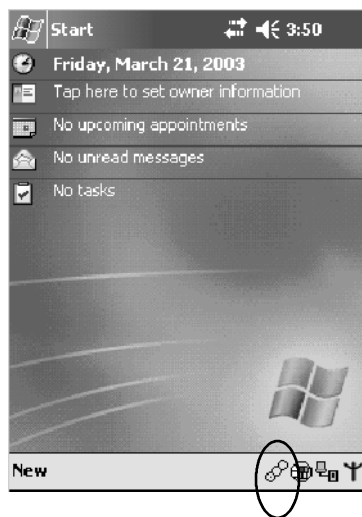 Start 3:50
Friday, March 21, 2003
Tap here to set owner information
No upcoming appointments
No unread messages
No tasks
New